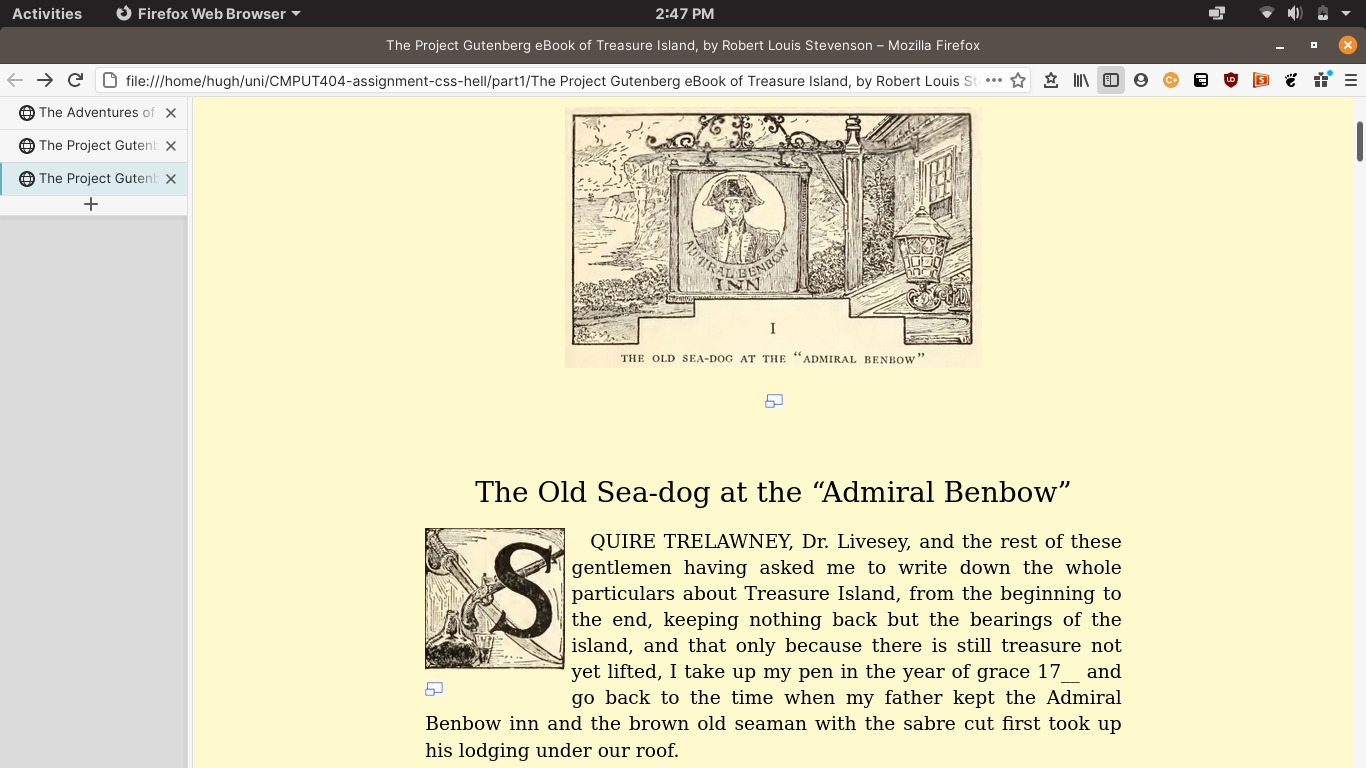 Activities
Firefox Web Browser
2:47 PM
The Project Gutenberg eBook of Treasure Island, by Robert Louis Stevenson – Mozilla Firefox
file:///home/hugh/uni/CMPUT404-assignment-css-hell/part1/The Project Gutenberg eBook of Treasure Island, by Robert Louis St
The Adventures of
The Project Gutenb
The Project Gutenb
ADMIRAL BENBOW
INN
I
THE OLD SEA-DOG AT THE “ADMIRAL BENBOW”
The Old Sea-dog at the “Admiral Benbow”
S
QUIRE TRELAWNEY, Dr. Livesey, and the rest of these
gentlemen having asked me to write down the whole
particulars about Treasure Island, from the beginning to
the end, keeping nothing back but the bearings of the
island, and that only because there is still treasure not
yet lifted, I take up my pen in the year of grace 17__ and
go back to the time when my father kept the Admiral
Benbow inn and the brown old seaman with the sabre cut first took up
his lodging under our roof.